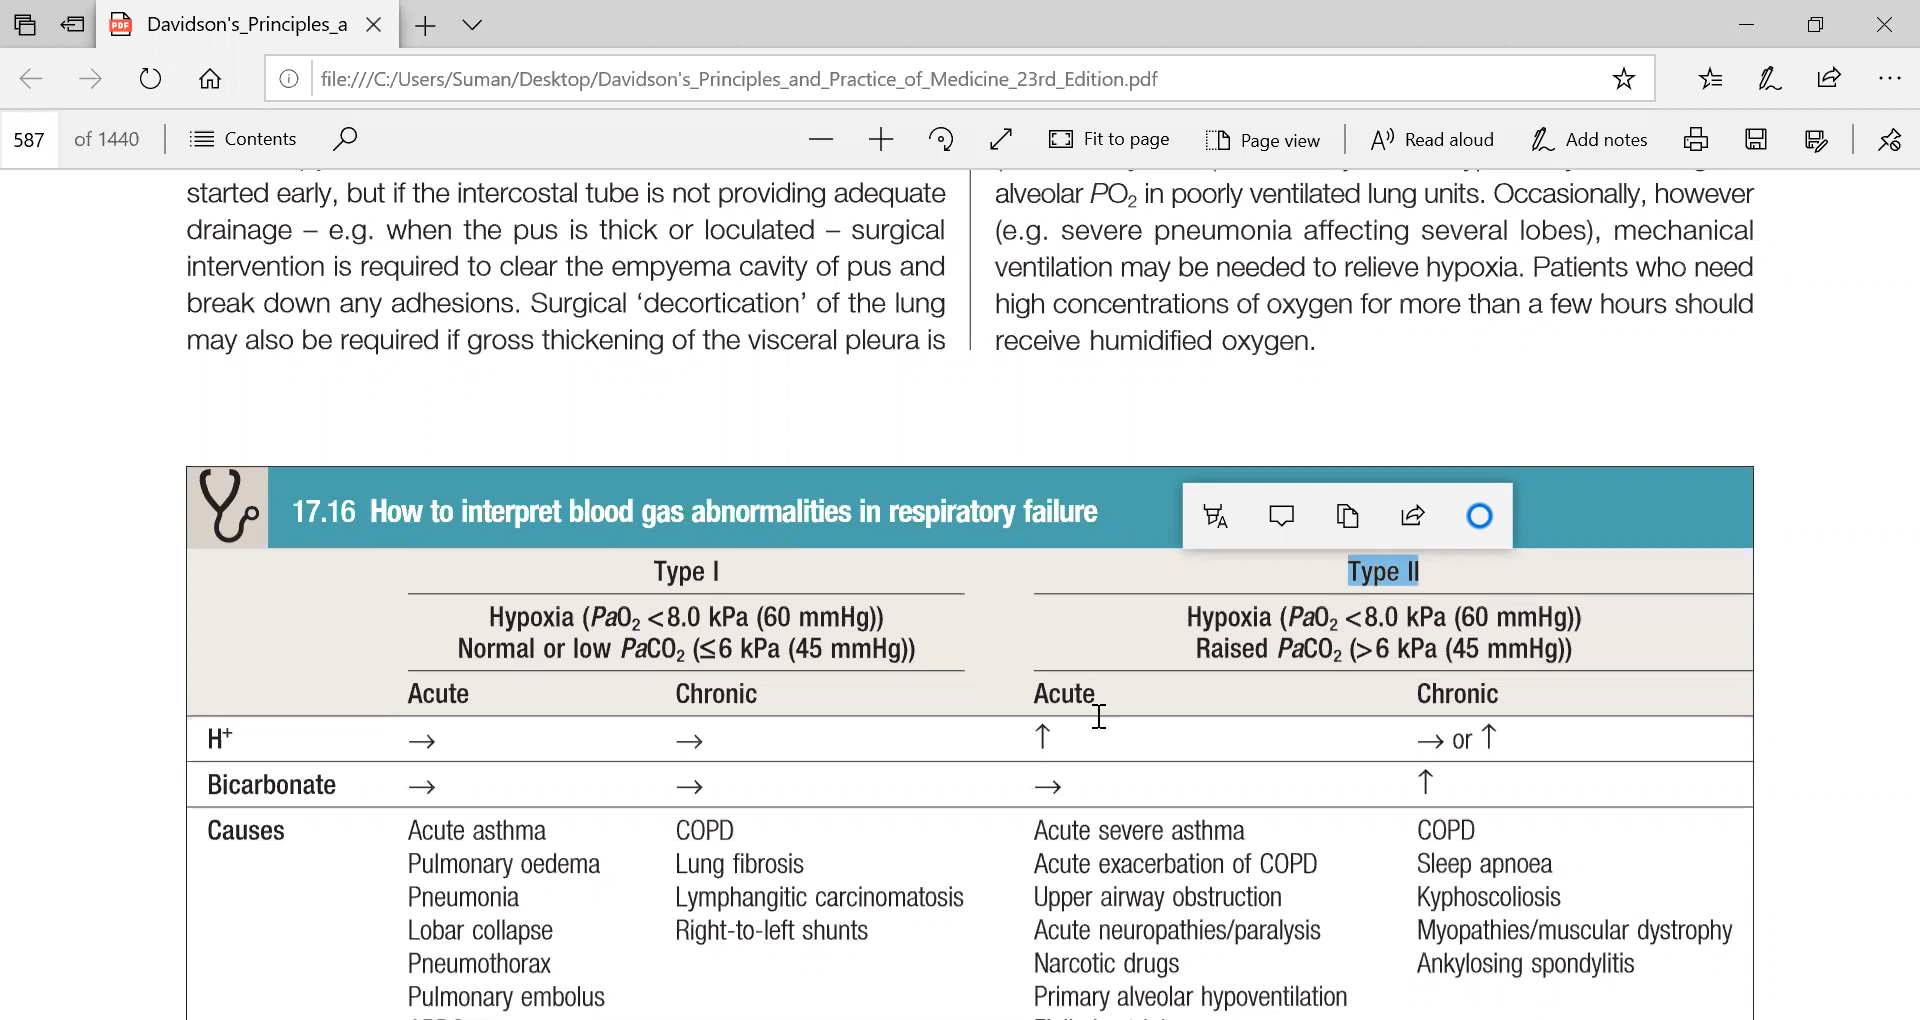 Davidson's_Principles_a
file:///C:/Users/Suman/Desktop/Davidson's_Principles_and_Practice_of_Medicine_23rd_Edition.pdf
587 of 1440 Contents Fit to page Page view Read aloud Add notes
started early, but if the intercostal tube is not providing adequate
drainage – e.g. when the pus is thick or loculated – surgical
intervention is required to clear the empyema cavity of pus and
break down any adhesions. Surgical ‘decortication’ of the lung
may also be required if gross thickening of the visceral pleura is
alveolar PO₂ in poorly ventilated lung units. Occasionally, however
(e.g. severe pneumonia affecting several lobes), mechanical
ventilation may be needed to relieve hypoxia. Patients who need
high concentrations of oxygen for more than a few hours should
receive humidified oxygen.
17.16 How to interpret blood gas abnormalities in respiratory failure
Type I Type II
Hypoxia (PaO₂ <8.0 kPa (60 mmHg)) Hypoxia (PaO₂ <8.0 kPa (60 mmHg))
Normal or low PaCO₂ (≤6 kPa (45 mmHg)) Raised PaCO₂ (>6 kPa (45 mmHg))
Acute Chronic Acute Chronic
H⁺ → → ↑ → or ↑
Bicarbonate → → → ↑
Causes Acute asthma COPD Acute severe asthma COPD
Pulmonary oedema Lung fibrosis Acute exacerbation of COPD Sleep apnoea
Pneumonia Lymphangitic carcinomatosis Upper airway obstruction Kyphoscoliosis
Lobar collapse Right-to-left shunts Acute neuropathies/paralysis Myopathies/muscular dystrophy
Pneumothorax Narcotic drugs Ankylosing spondylitis
Pulmonary embolus Primary alveolar hypoventilation